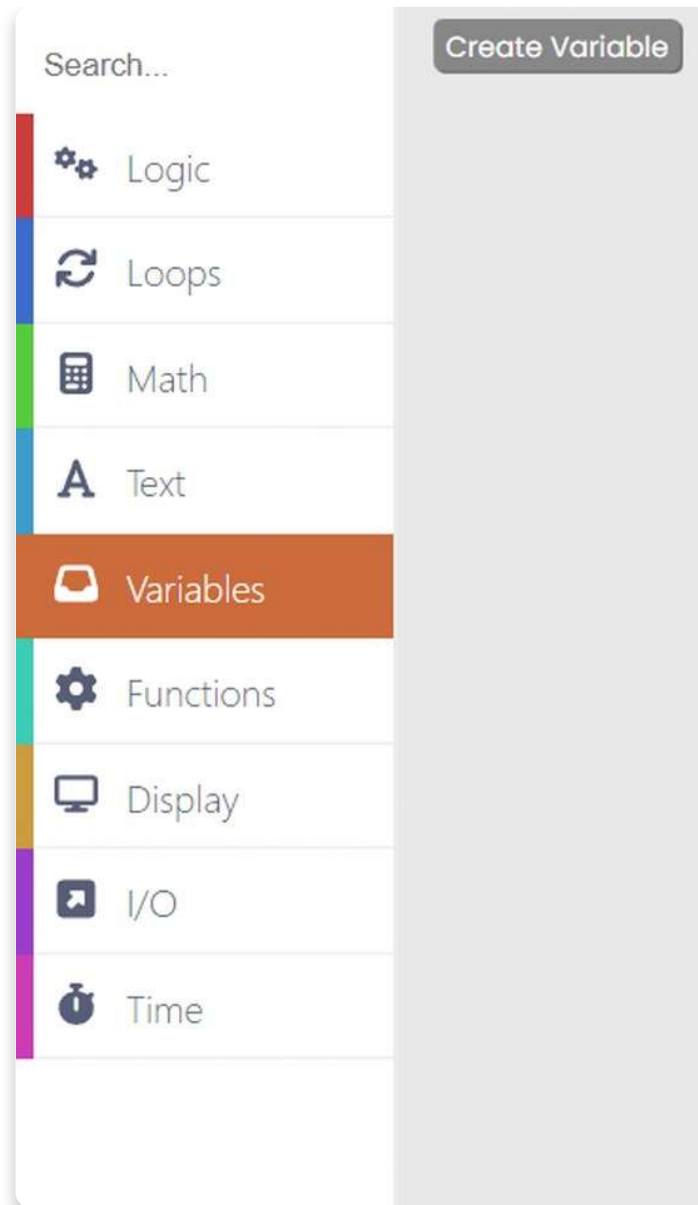 Search...
Create Variable
Logic
Loops
Math
Text
Variables
Functions
Display
I/O
Time